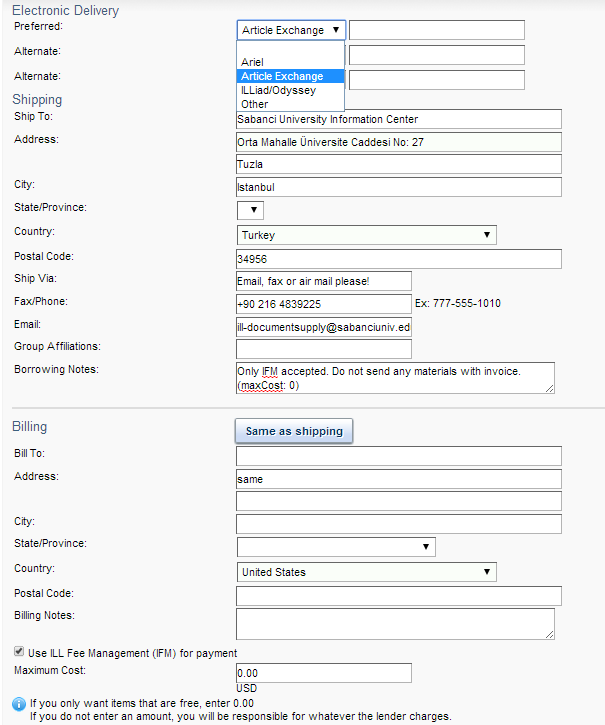 Electronic Delivery
Preferred: Article Exchange
Alternate:
Ariel
Article Exchange
Alternate:
ILLiad/Odyssey
Other
Shipping
Ship To: Sabanci University Information Center
Address: Orta Mahalle Üniversite Caddesi No: 27
Tuzla
City: Istanbul
State/Province:
Country: Turkey
Postal Code: 34956
Ship Via: Email, fax or air mail please!
Fax/Phone: +90 216 4839225 Ex: 777-555-1010
Email: ill-documentsupply@sabanciuniv.ed
Group Affiliations:
Borrowing Notes: Only IFM accepted. Do not send any materials with invoice.
(maxCost: 0)
Billing Same as shipping
Bill To:
Address: same
City:
State/Province:
Country: United States
Postal Code:
Billing Notes:
Use ILL Fee Management (IFM) for payment
Maximum Cost: 0.00
USD
If you only want items that are free, enter 0.00
If you do not enter an amount, you will be responsible for whatever the lender charges.